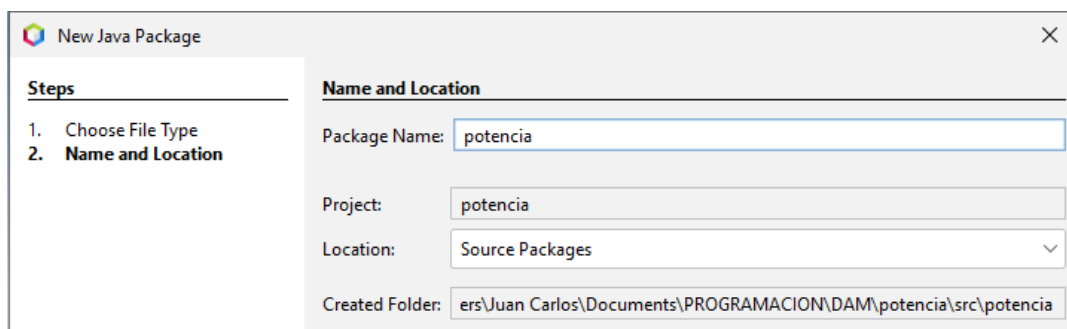 New Java Package
Steps
1. Choose File Type
2. Name and Location
Name and Location
Package Name: potencia
Project: potencia
Location: Source Packages
Created Folder: ers\Juan Carlos\Documents\PROGRAMACION\DAM\potencia\src\potencia